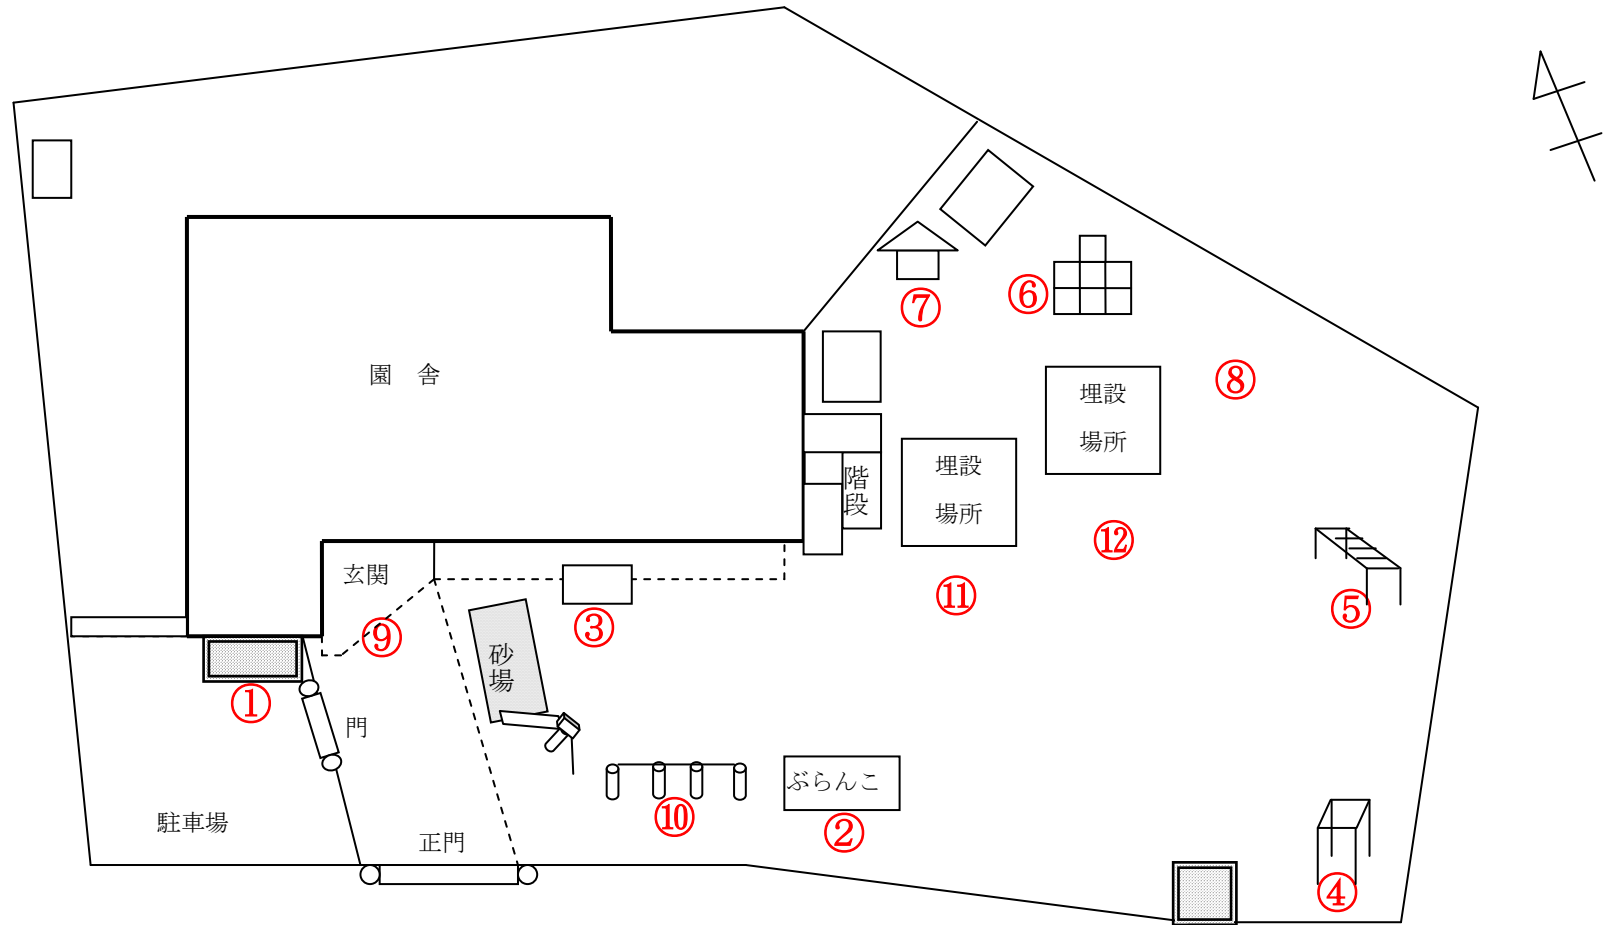 ⑦
⑥
園 舎
⑧
埋設
場所
埋設
場所
階
段
⑫
玄関
⑪
⑤
⑨
③
砂
場
①
門
ぶらんこ
駐車場
⑩
②
正門
④